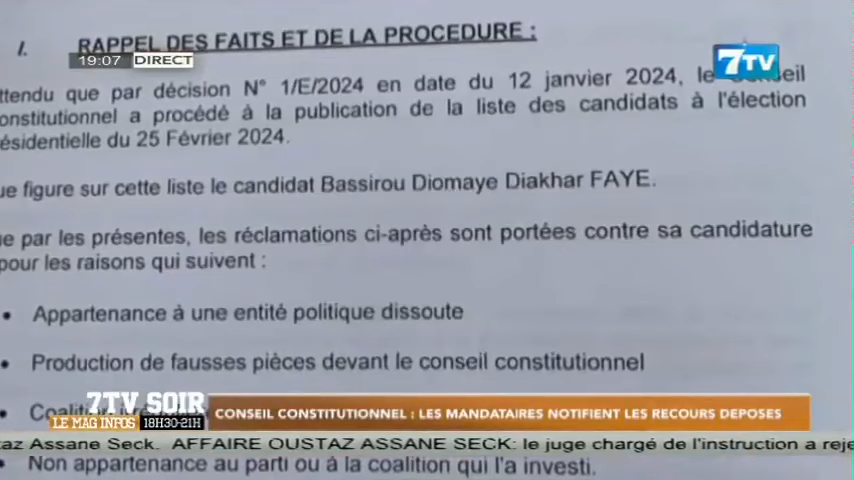 I. RAPPEL DES FAITS ET DE LA PROCEDURE :
19:07 DIRECT
7TV
ttendu que par décision N° 1/E/2024 en date du 12 janvier 2024, le Conseil
onstitutionnel a procédé à la publication de la liste des candidats à l'élection
ésidentielle du 25 Février 2024.
ue figure sur cette liste le candidat Bassirou Diomaye Diakhar FAYE.
ue par les présentes, les réclamations ci-après sont portées contre sa candidature
pour les raisons qui suivent :
• Appartenance à une entité politique dissoute
• Production de fausses pièces devant le conseil constitutionnel
• Coalition
7TV SOIR
LE MAG INFOS 18H30-21H
CONSEIL CONSTITUTIONNEL : LES MANDATAIRES NOTIFIENT LES RECOURS DEPOSES
taz Assane Seck. AFFAIRE OUSTAZ ASSANE SECK: le juge chargé de l'instruction a reje
• Non appartenance au parti ou à la coalition qui l'a investi.